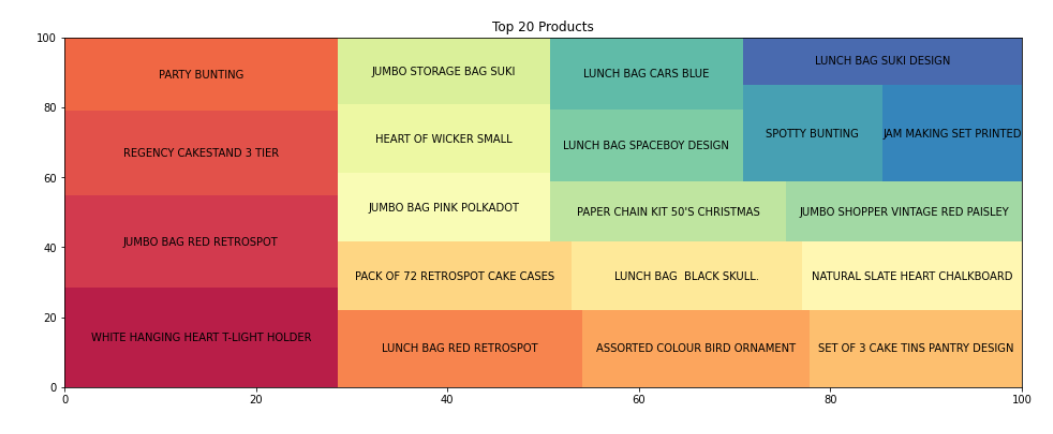 Top 20 Products
100
80
60
40
20
0
PARTY BUNTING
REGENCY CAKESTAND 3 TIER
JUMBO BAG RED RETROSPOT
WHITE HANGING HEART T-LIGHT HOLDER
JUMBO STORAGE BAG SUKI
HEART OF WICKER SMALL
JUMBO BAG PINK POLKADOT
LUNCH BAG CARS BLUE
LUNCH BAG SPACEBOY DESIGN
LUNCH BAG SUKI DESIGN
SPOTTY BUNTING
JAM MAKING SET PRINTED
PAPER CHAIN KIT 50'S CHRISTMAS
JUMBO SHOPPER VINTAGE RED PAISLEY
PACK OF 72 RETROSPOT CAKE CASES
LUNCH BAG  BLACK SKULL.
NATURAL SLATE HEART CHALKBOARD
LUNCH BAG RED RETROSPOT
ASSORTED COLOUR BIRD ORNAMENT
SET OF 3 CAKE TINS PANTRY DESIGN
0 20 40 60 80 100